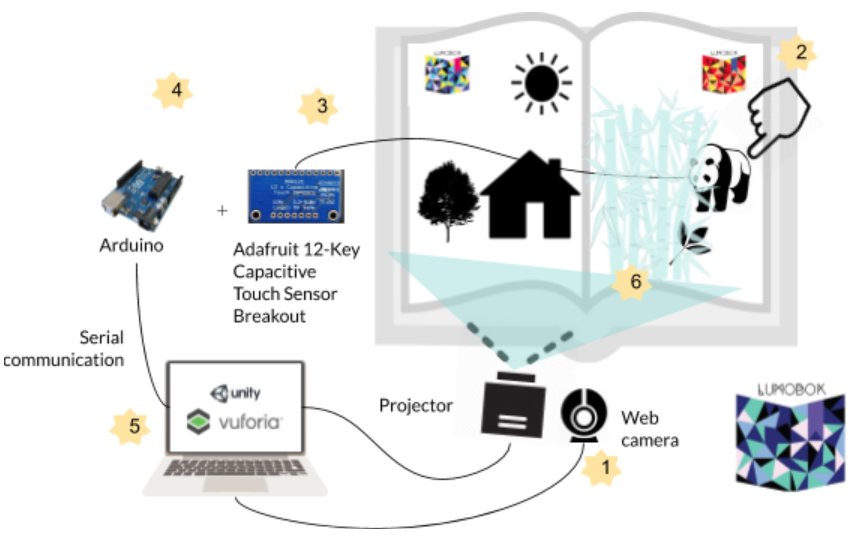 LUMOBOK
LUMOBOK
2
4
3
Arduino
+
Adafruit 12-Key
Capacitive
Touch Sensor
Breakout
6
Serial
communication
5
unity
vuforia
Projector
Web
camera
1
LUMOBOK